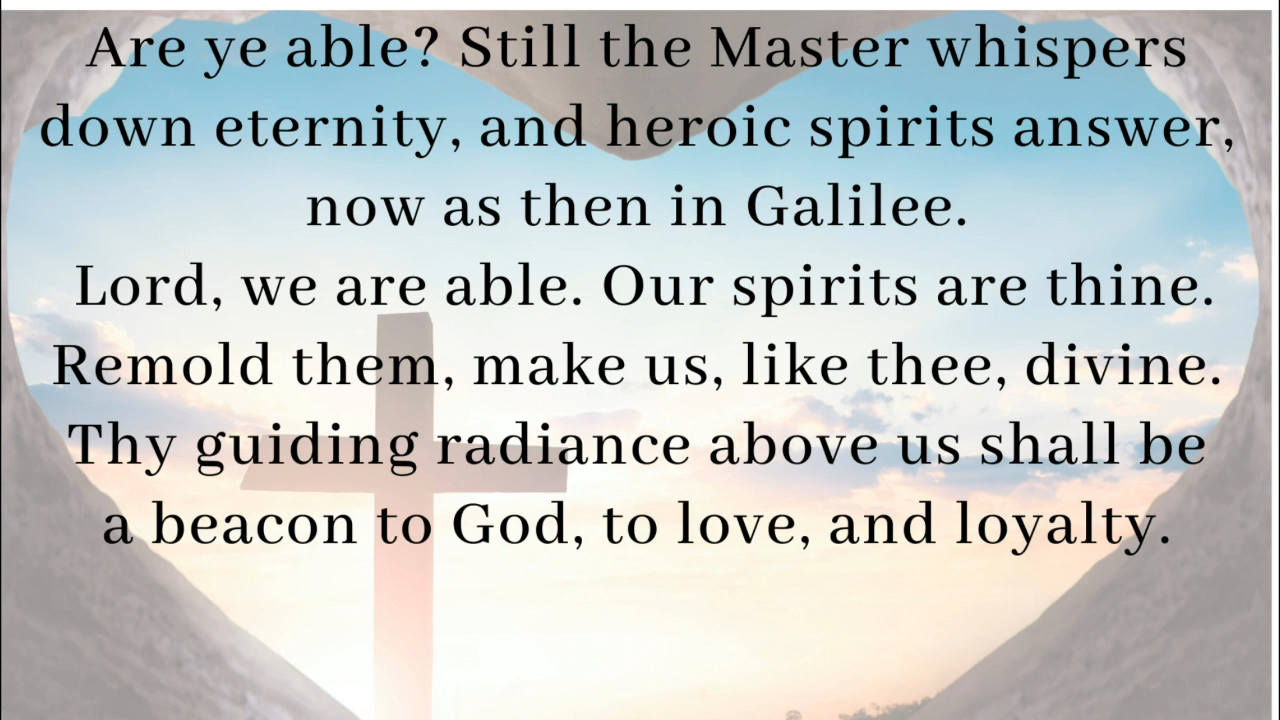 Are ye able? Still the Master whispers
down eternity, and heroic spirits answer,
now as then in Galilee.
Lord, we are able. Our spirits are thine.
Remold them, make us, like thee, divine.
Thy guiding radiance above us shall be
a beacon to God, to love, and loyalty.